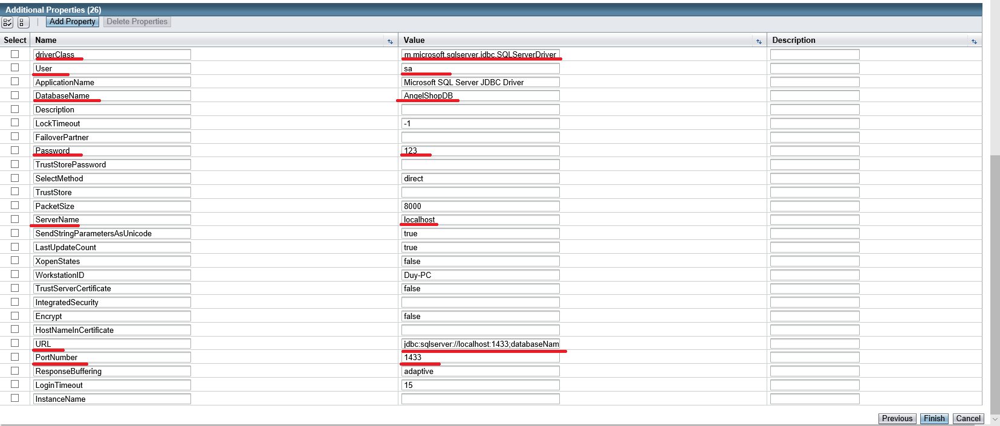 Additional Properties (26)
Add Property Delete Properties
Select Name Value Description
driverClass m.microsoft.sqlserver.jdbc.SQLServerDriver
User sa
ApplicationName Microsoft SQL Server JDBC Driver
DatabaseName AngelShopDB
Description
LockTimeout -1
FailoverPartner
Password 123
TrustStorePassword
SelectMethod direct
TrustStore
PacketSize 8000
ServerName localhost
SendStringParametersAsUnicode true
LastUpdateCount true
XopenStates false
WorkstationID Duy-PC
TrustServerCertificate false
IntegratedSecurity
Encrypt false
HostNameInCertificate
URL jdbc:sqlserver://localhost:1433;databaseNam
PortNumber 1433
ResponseBuffering adaptive
LoginTimeout 15
InstanceName
Previous Finish Cancel